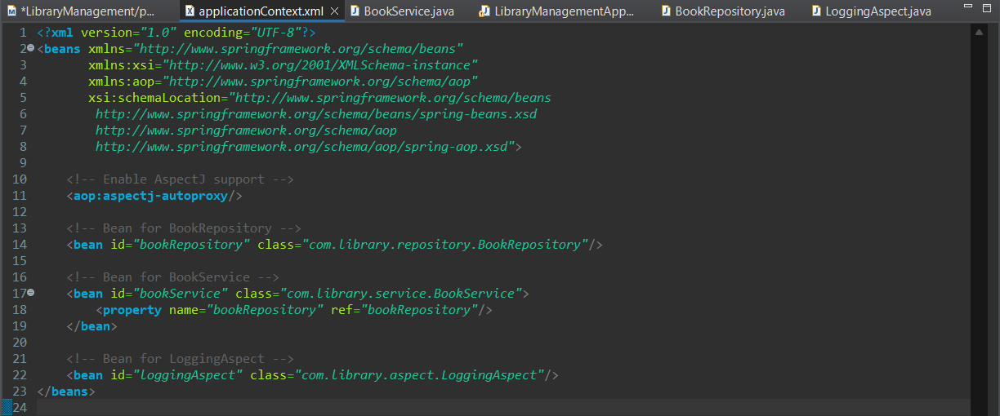 *LibraryManagement/p... applicationContext.xml BookService.java LibraryManagementApp... BookRepository.java LoggingAspect.java
1 <?xml version="1.0" encoding="UTF-8"?>
2 <beans xmlns="http://www.springframework.org/schema/beans"
3 xmlns:xsi="http://www.w3.org/2001/XMLSchema-instance"
4 xmlns:aop="http://www.springframework.org/schema/aop"
5 xsi:schemaLocation="http://www.springframework.org/schema/beans
6 http://www.springframework.org/schema/beans/spring-beans.xsd
7 http://www.springframework.org/schema/aop
8 http://www.springframework.org/schema/aop/spring-aop.xsd">
9
10 <!-- Enable AspectJ support -->
11 <aop:aspectj-autoproxy/>
12
13 <!-- Bean for BookRepository -->
14 <bean id="bookRepository" class="com.library.repository.BookRepository"/>
15
16 <!-- Bean for BookService -->
17 <bean id="bookService" class="com.library.service.BookService">
18 <property name="bookRepository" ref="bookRepository"/>
19 </bean>
20
21 <!-- Bean for LoggingAspect -->
22 <bean id="loggingAspect" class="com.library.aspect.LoggingAspect"/>
23 </beans>
24